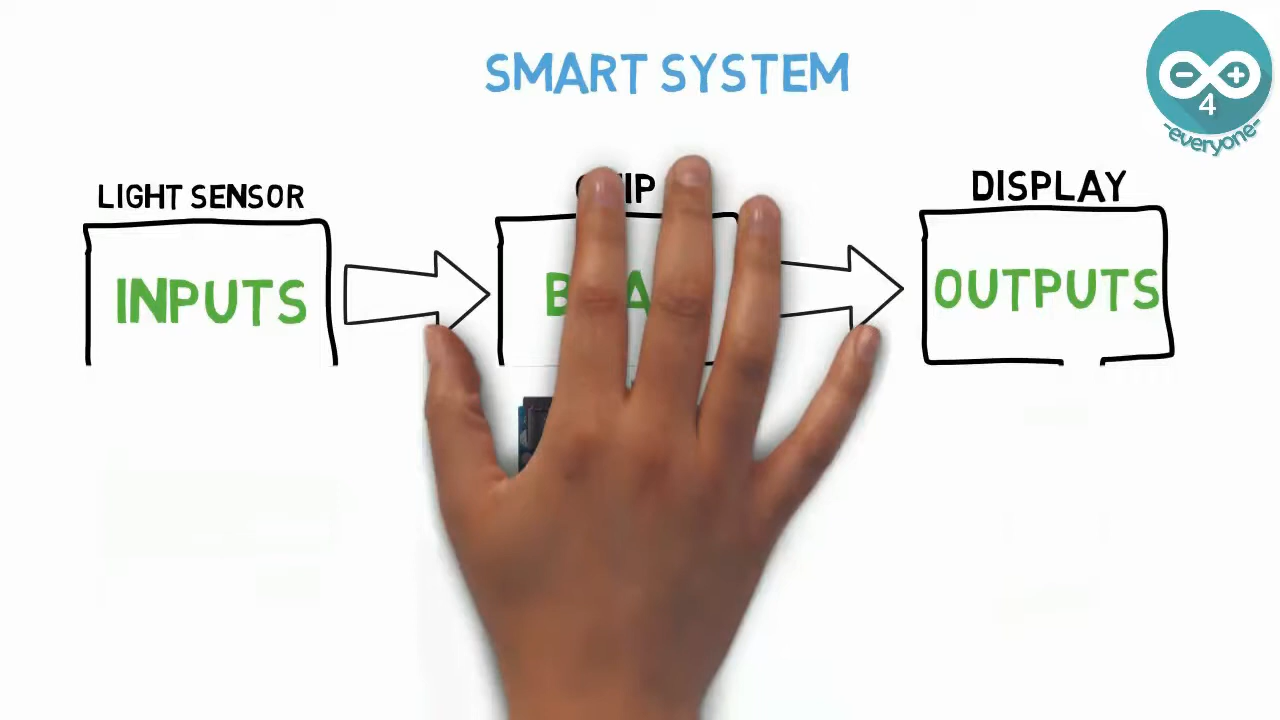 SMART SYSTEM
4
-everyone-
LIGHT SENSOR
DISPLAY
INPUTS
OUTPUTS